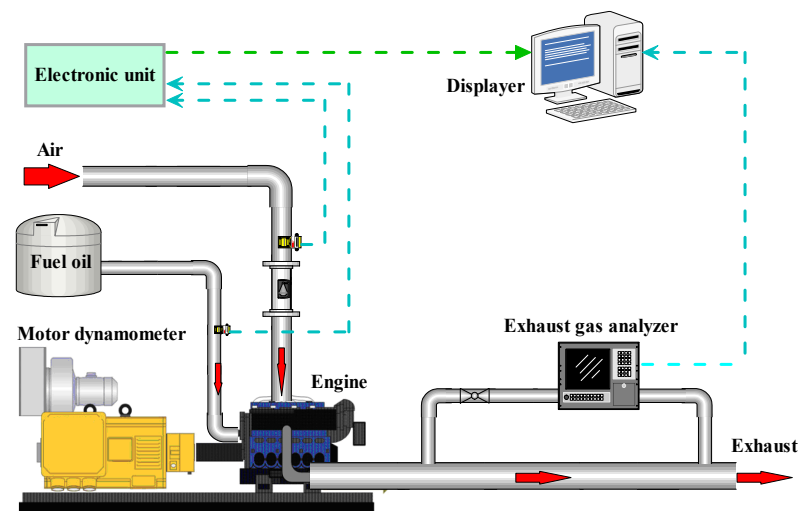 Electronic unit
Displayer
Air
Fuel oil
Motor dynamometer
Engine
Exhaust gas analyzer
Exhaust